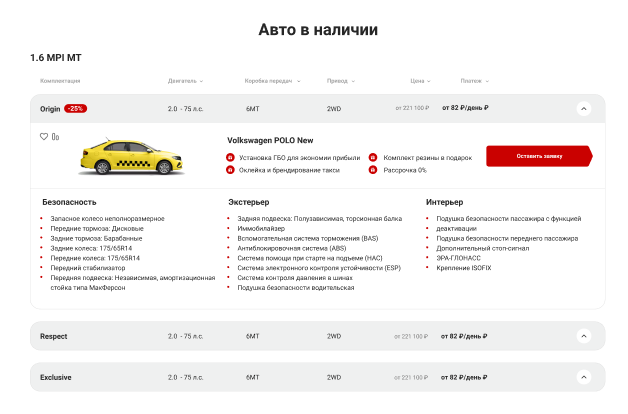 Авто в наличии
1.6 MPI MT
Комплектация Двигатель Коробка передач Привод Цена Платеж
Origin -25% 2.0 - 75 л.с. 6МТ 2WD от 221 100 ₽ от 82 ₽/день ₽
Volkswagen POLO New
Установка ГБО для экономии прибыли Комплект резины в подарок
Оклейка и брендирование такси Рассрочка 0%
Оставить заявку
Безопасность
Запасное колесо неполноразмерное
Передние тормоза: Дисковые
Задние тормоза: Барабанные
Задние колеса: 175/65R14
Передние колеса: 175/65R14
Передний стабилизатор
Передняя подвеска: Независимая, амортизационная
стойка типа МакФерсон
Экстерьер
Задняя подвеска: Полузависимая, торсионная балка
Иммобилайзер
Вспомогательная система торможения (BAS)
Антиблокировочная система (ABS)
Система помощи при старте на подъеме (HAC)
Система электронного контроля устойчивости (ESP)
Система контроля давления в шинах
Подушка безопасности водительская
Интерьер
Подушка безопасности пассажира с функцией
деактивации
Подушка безопасности переднего пассажира
Дополнительный стоп-сигнал
ЭРА-ГЛОНАСС
Крепление ISOFIX
Respect 2.0 - 75 л.с. 6МТ 2WD от 221 100 ₽ от 82 ₽/день ₽
Exclusive 2.0 - 75 л.с. 6МТ 2WD от 221 100 ₽ от 82 ₽/день ₽